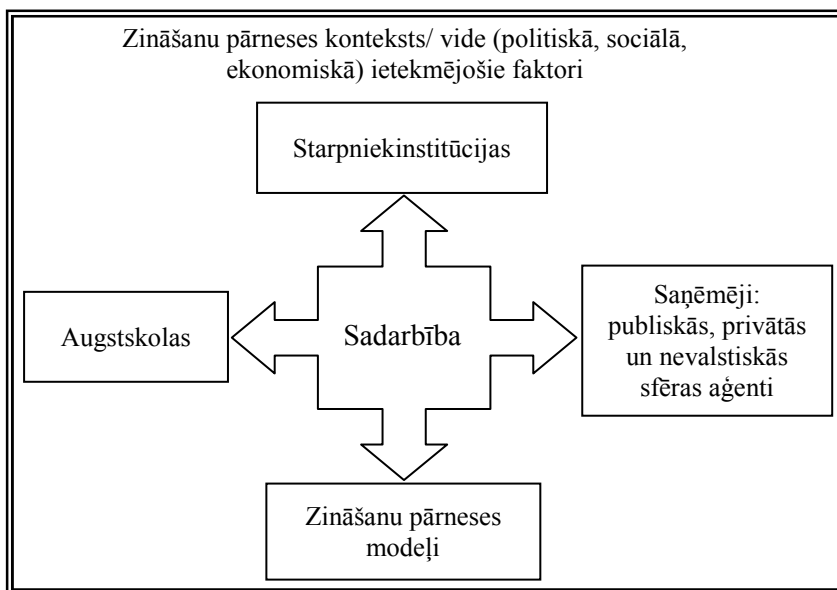 Zināšanu pārneses konteksts/ vide (politiskā, sociālā,
ekonomiskā) ietekmējošie faktori
Starpniekinstitūcijas
Augstskolas
Sadarbība
Saņēmēji:
publiskās, privātās
un nevalstiskās
sfēras aģenti
Zināšanu pārneses
modeļi